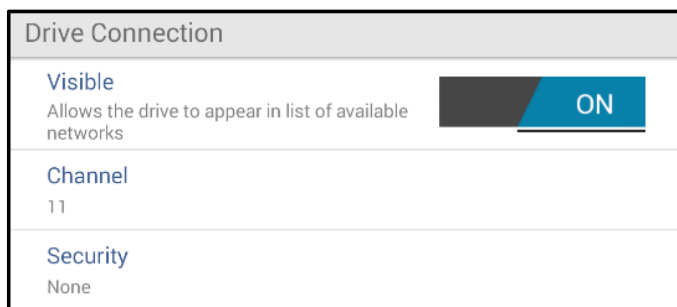 Drive Connection
Visible
Allows the drive to appear in list of available
networks
ON
Channel
11
Security
None